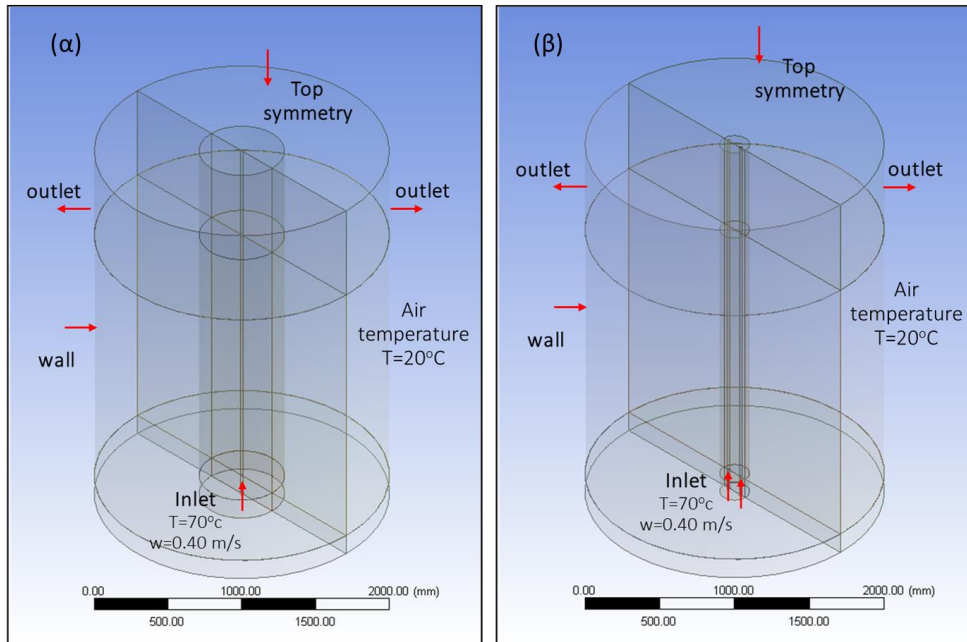 (α)
Top
symmetry
outlet
outlet
wall
Air
temperature
T=20°C
Inlet
T=70°c
w=0.40 m/s
0.00
1000.00
2000.00 (mm)
500.00
1500.00
(β)
Top
symmetry
outlet
outlet
wall
Air
temperature
T=20°C
Inlet
T=70°c
w=0.40 m/s
0.00
1000.00
2000.00 (mm)
500.00
1500.00